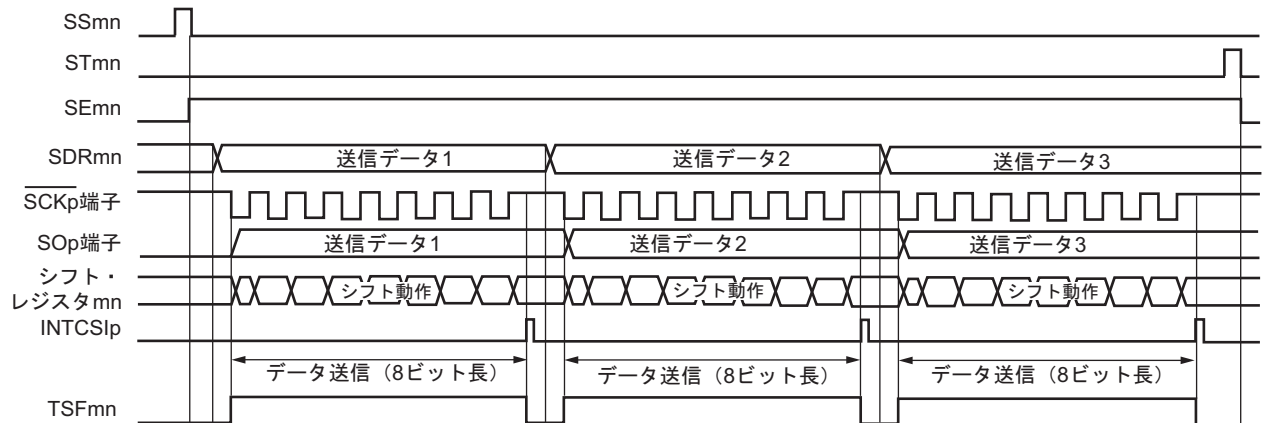 SSmn
STmn
SEmn
SDRmn 送信データ1 送信データ2 送信データ3
SCKp端子
SOp端子 送信データ1 送信データ2 送信データ3
シフト・
レジスタmn シフト動作 シフト動作 シフト動作
INTCSIp
データ送信（8ビット長） データ送信（8ビット長） データ送信（8ビット長）
TSFmn